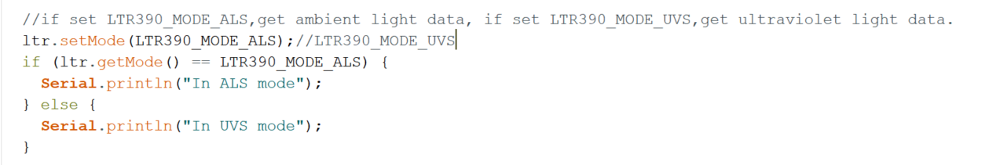 //if set LTR390_MODE_ALS,get ambient light data, if set LTR390_MODE_UVS,get ultraviolet light data.
ltr.setMode(LTR390_MODE_ALS);//LTR390_MODE_UVS
if (ltr.getMode() == LTR390_MODE_ALS) {
  Serial.println("In ALS mode");
} else {
  Serial.println("In UVS mode");
}